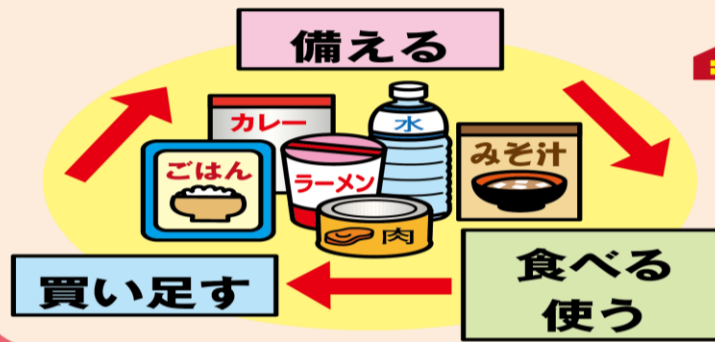 備える
カレー
水
ごはん
ラーメン
みそ汁
肉
買い足す
食べる
使う